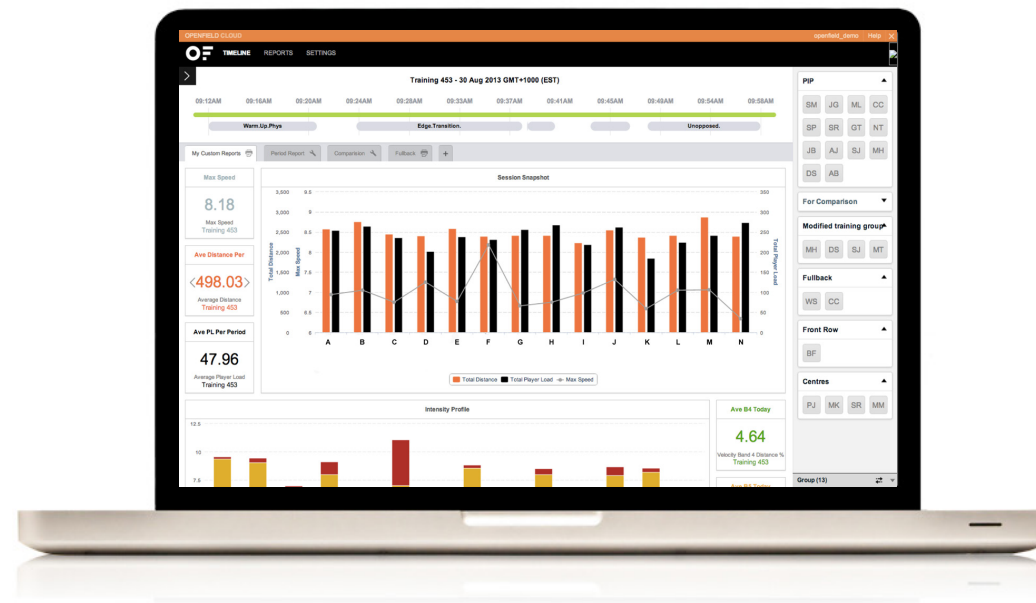 OPENFIELD CLOUD
openfield_demo Help
OF TIMELINE REPORTS SETTINGS
Training 453 - 30 Aug 2013 GMT+1000 (EST)
09:12AM 09:16AM 09:20AM 09:24AM 09:28AM 09:33AM 09:37AM 09:41AM 09:45AM 09:49AM 09:54AM 09:58AM
Warm.Up.Phys Edge.Transition. Unopposed.
My Custom Reports Period Report Comparision Fullback +
Max Speed
8.18
Max Speed
Training 453
Ave Distance Per
<498.03>
Average Distance
Training 453
Ave PL Per Period
47.96
Average Player Load
Training 453
Session Snapshot
Total Distance
3,500
3,000
2,500
2,000
1,500
1,000
500
0
Max Speed
9.5
9
8.5
8
7.5
7
6.5
6
350
300
250
200
150
100
50
0
Total Player Load
A B C D E F G H I J K L M N
Total Distance Total Player Load Max Speed
Intensity Profile
12.5
10
7.5
Ave B4 Today
4.64
Velocity Band 4 Distance %
Training 453
PIP
SM JG ML CC
SP SR GT NT
JB AJ SJ MH
DS AB
For Comparison
Modified training group
MH DS SJ MT
Fullback
WS CC
Front Row
BF
Centres
PJ MK SR MM
Group (13)